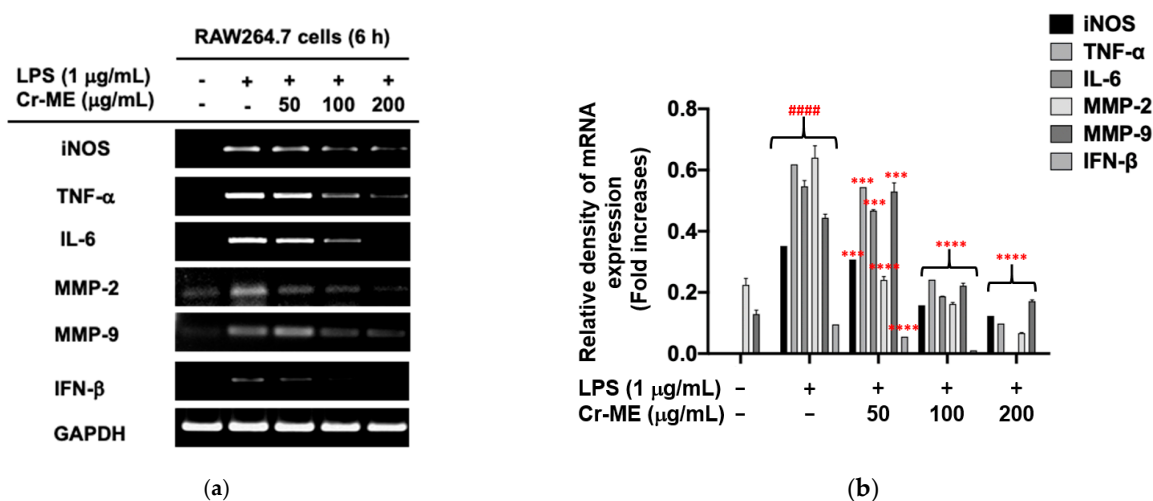 RAW264.7 cells (6 h)
LPS (1 μg/mL) - + + + +
Cr-ME (μg/mL) - - 50 100 200
iNOS
TNF-α
IL-6
MMP-2
MMP-9
IFN-β
GAPDH
(a)
iNOS
TNF-α
IL-6
MMP-2
MMP-9
IFN-β
Relative density of mRNA
expression
(Fold increases)
0.8
0.6
0.4
0.2
0.0
####
***
***
***
***
****
****
****
****
LPS (1 μg/mL) − + + + +
Cr-ME (μg/mL) − − 50 100 200
(b)